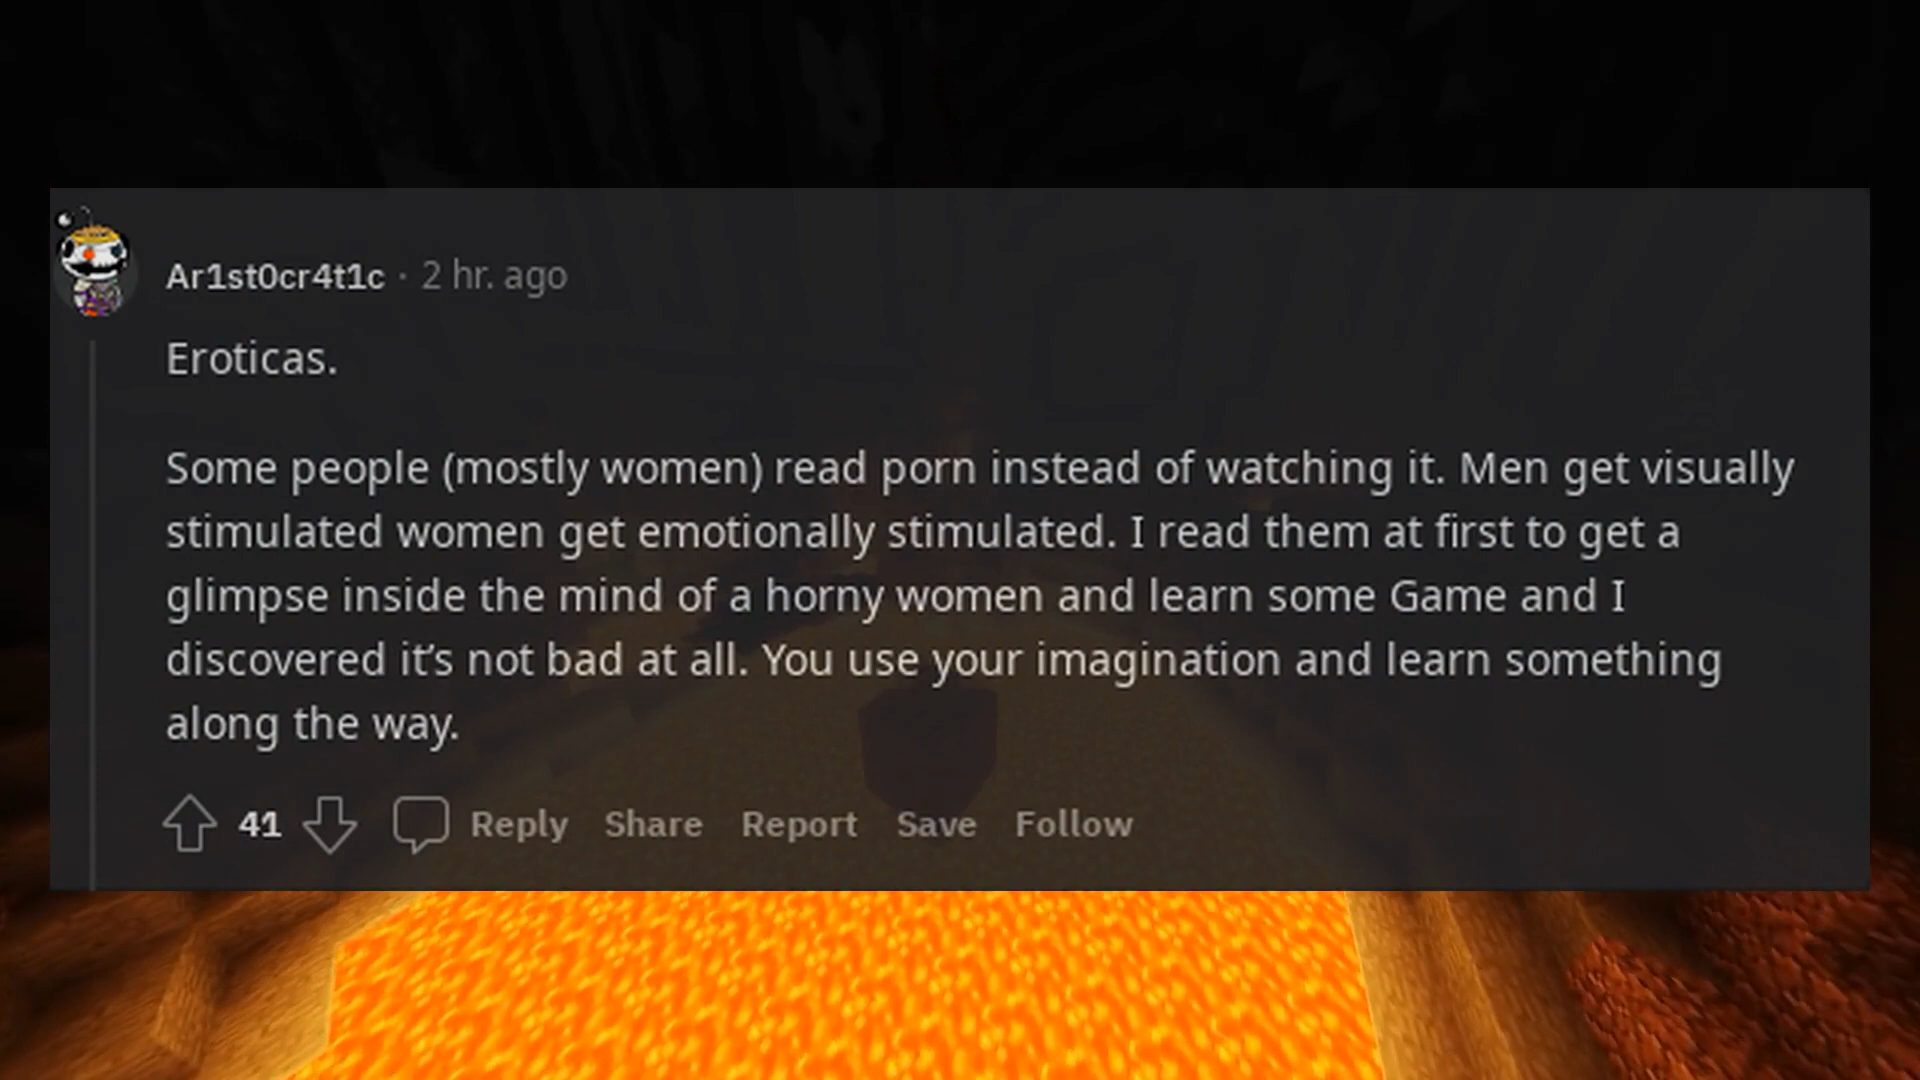 Ar1st0cr4t1c · 2 hr. ago
Eroticas.
Some people (mostly women) read porn instead of watching it. Men get visually
stimulated women get emotionally stimulated. I read them at first to get a
glimpse inside the mind of a horny women and learn some Game and I
discovered it’s not bad at all. You use your imagination and learn something
along the way.
41 Reply Share Report Save Follow